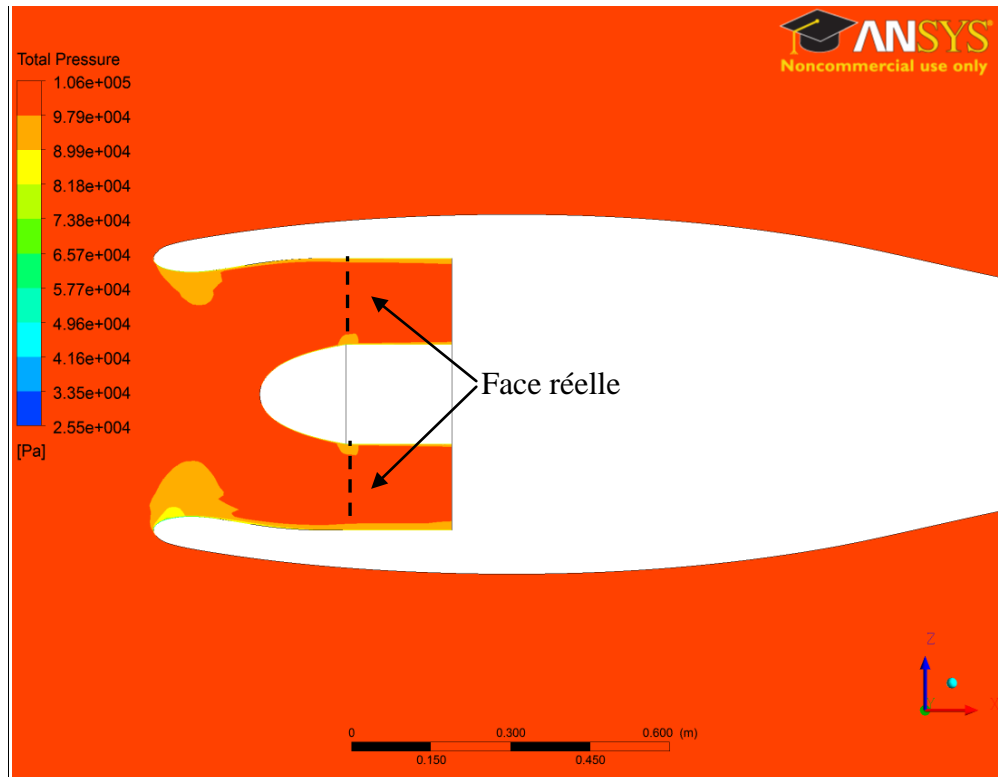 ANSYS
Noncommercial use only
Total Pressure
1.06e+005
9.79e+004
8.99e+004
8.18e+004
7.38e+004
6.57e+004
5.77e+004
4.96e+004
4.16e+004
3.35e+004
2.55e+004
[Pa]
Face réelle
Z
X
0 0.300 0.600 (m)
0.150 0.450